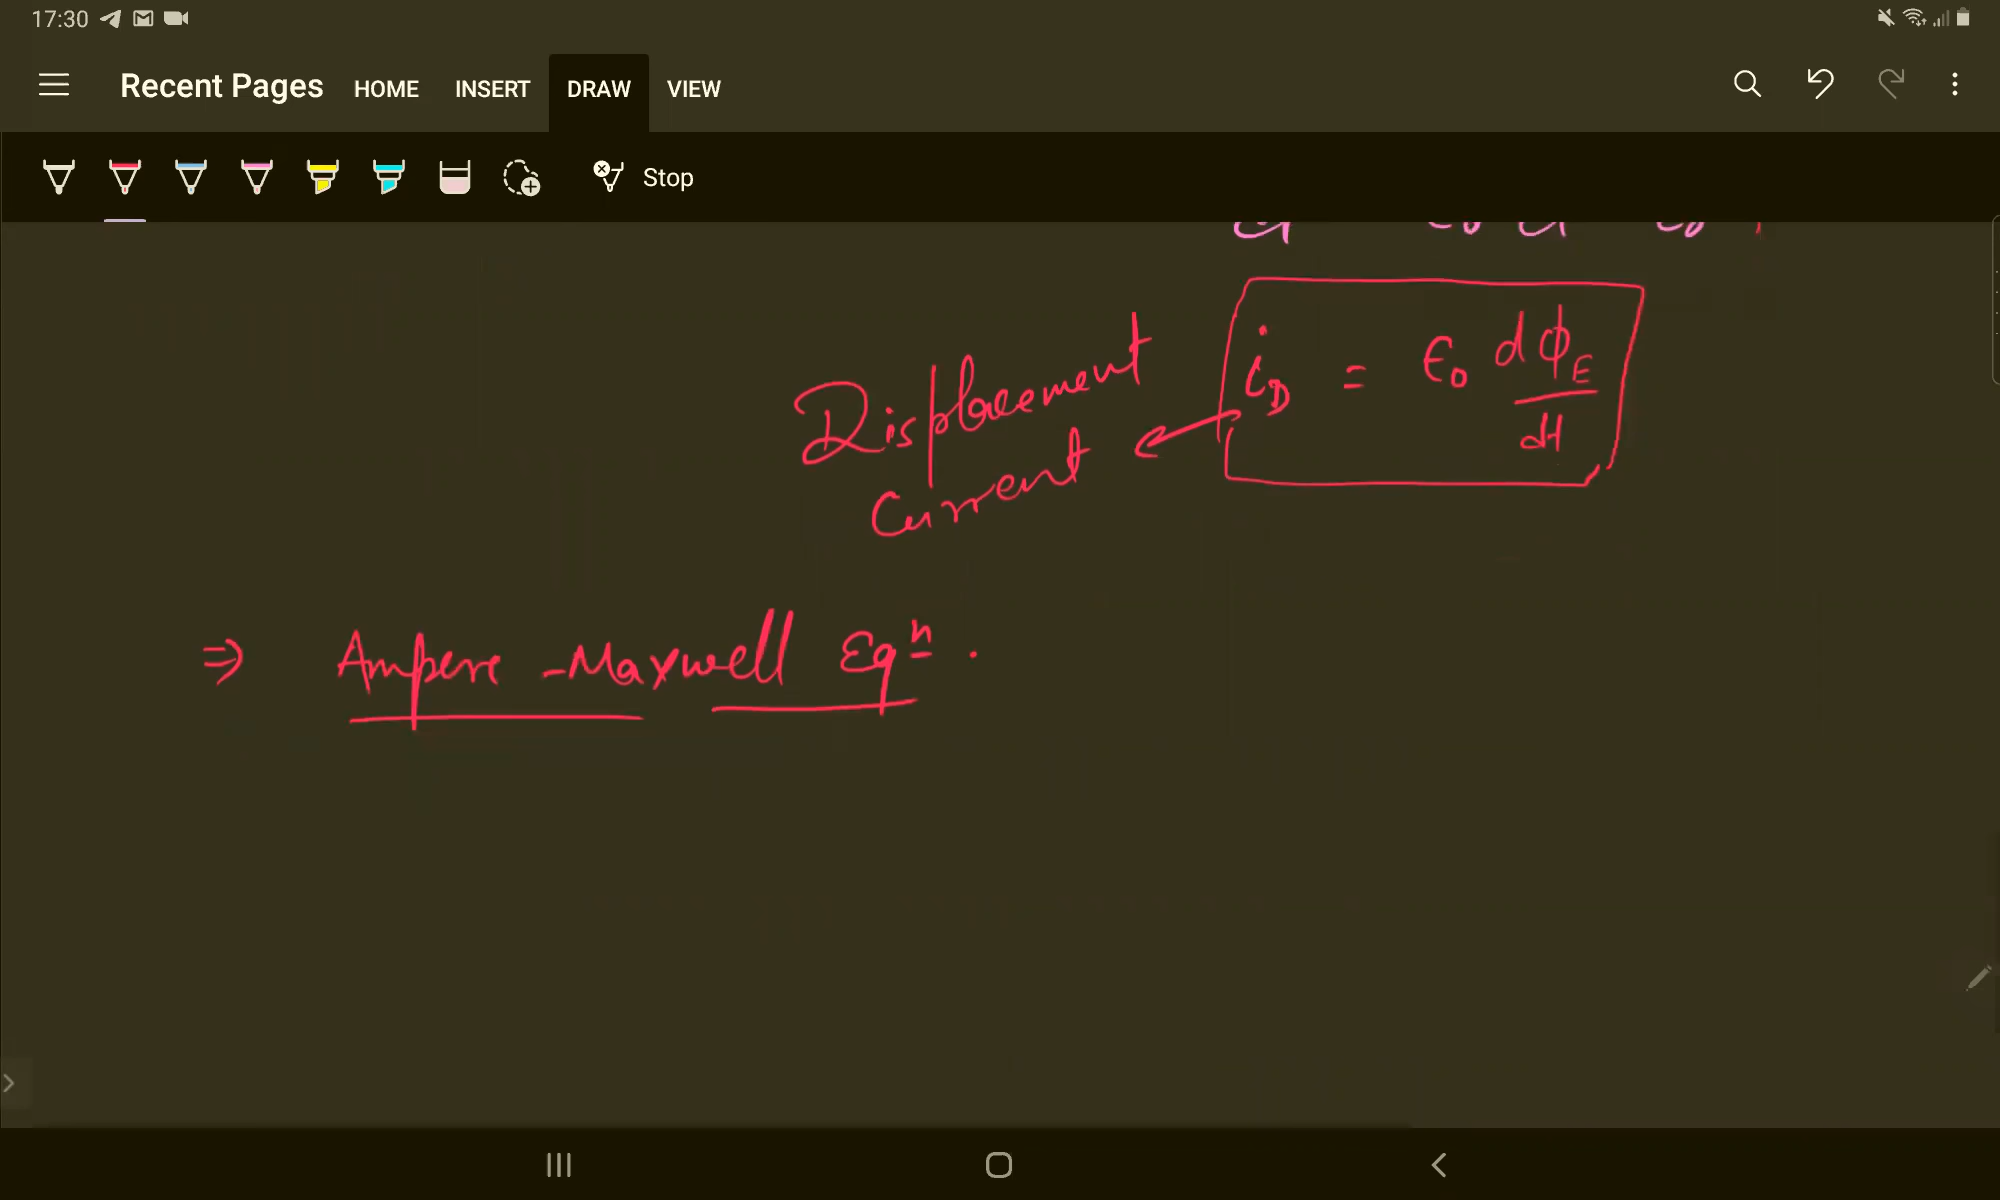 17:30
Recent Pages HOME INSERT DRAW VIEW
Stop
Displacement
Current
i_D = ϵ₀ dϕ_E / dt
⇒ Ampere - Maxwell Eqⁿ.